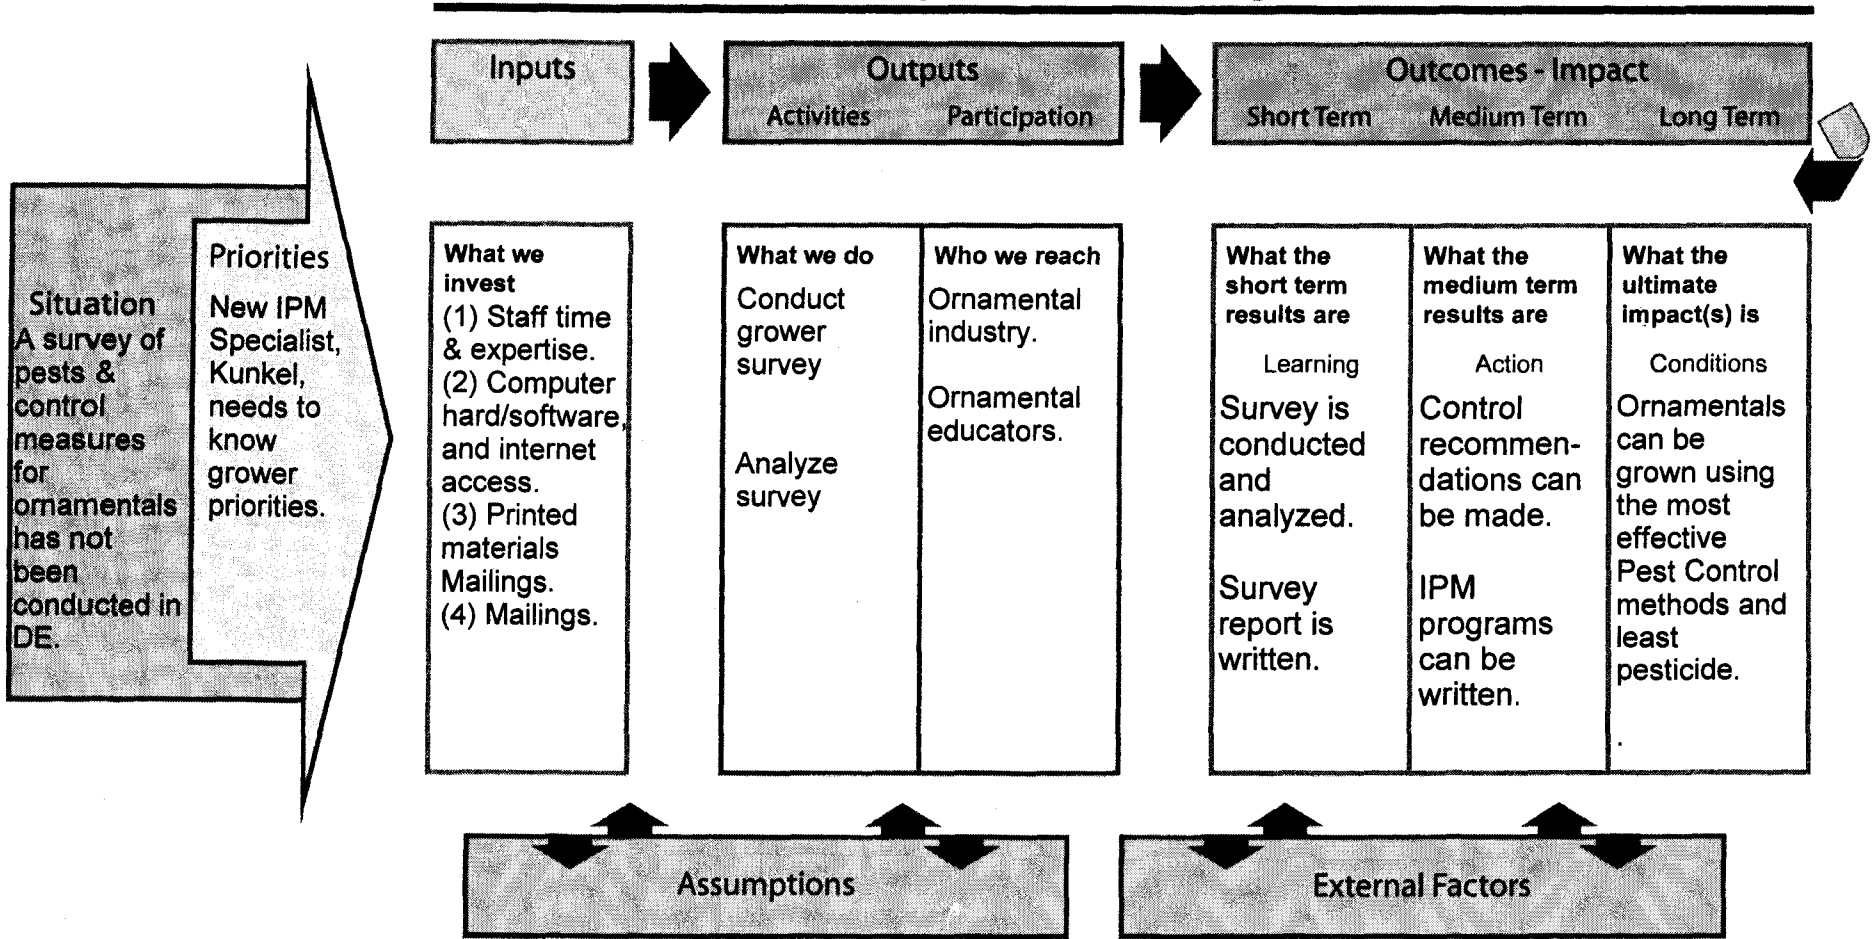 Inputs
Outputs
Activities Participation
Outcomes - Impact
Short Term Medium Term Long Term
Situation
A survey of
pests &
control
measures
for
ornamentals
has not
been
conducted in
DE.
Priorities
New IPM
Specialist,
Kunkel,
needs to
know
grower
priorities.
What we
invest
(1) Staff time
& expertise.
(2) Computer
hard/software,
and internet
access.
(3) Printed
materials
Mailings.
(4) Mailings.
What we do
Conduct
grower
survey
Analyze
survey
Who we reach
Ornamental
industry.
Ornamental
educators.
What the
short term
results are
Learning
Survey is
conducted
and
analyzed.
Survey
report is
written.
What the
medium term
results are
Action
Control
recommen-
dations can
be made.
IPM
programs
can be
written.
What the
ultimate
impact(s) is
Conditions
Ornamentals
can be
grown using
the most
effective
Pest Control
methods and
least
pesticide.
.
Assumptions
External Factors